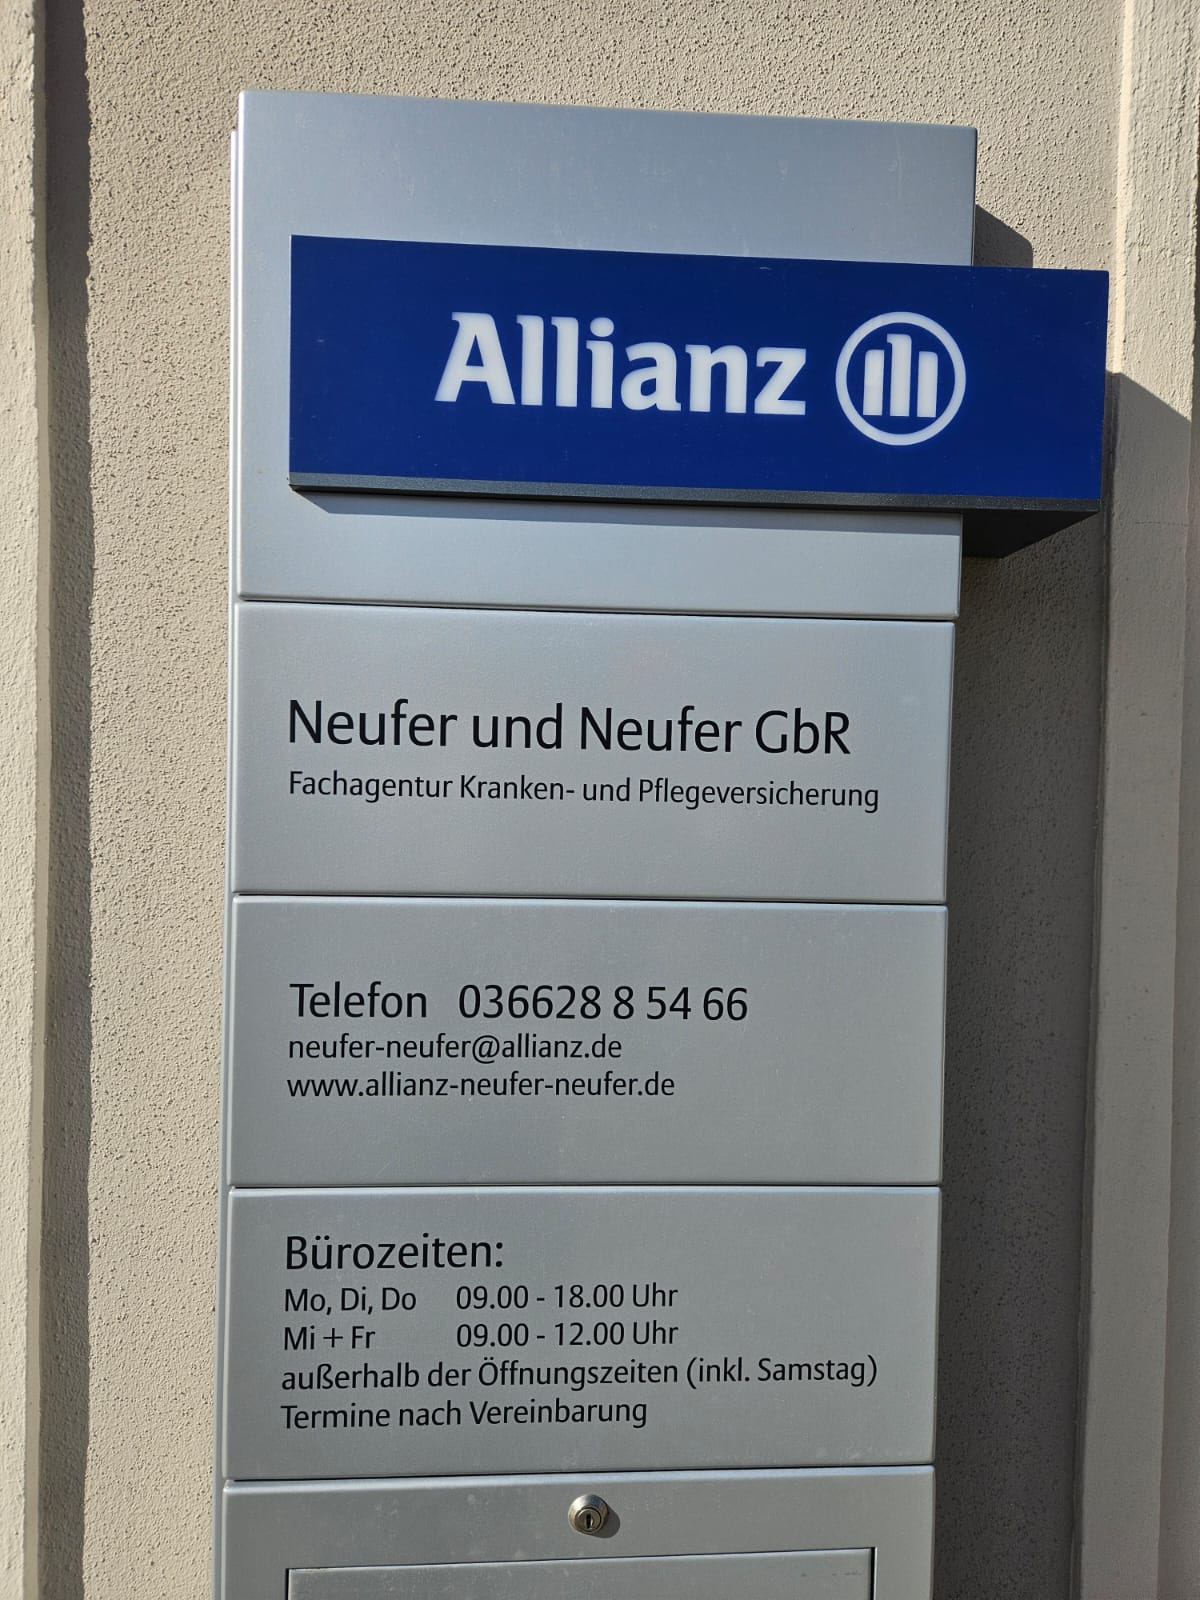 Allianz
Neufer und Neufer GbR
Fachagentur Kranken- und Pflegeversicherung
Telefon 036628 8 54 66
neufer-neufer@allianz.de
www.allianz-neufer-neufer.de
Bürozeiten:
Mo, Di, Do 09.00 - 18.00 Uhr
Mi + Fr 09.00 - 12.00 Uhr
außerhalb der Öffnungszeiten (inkl. Samstag)
Termine nach Vereinbarung